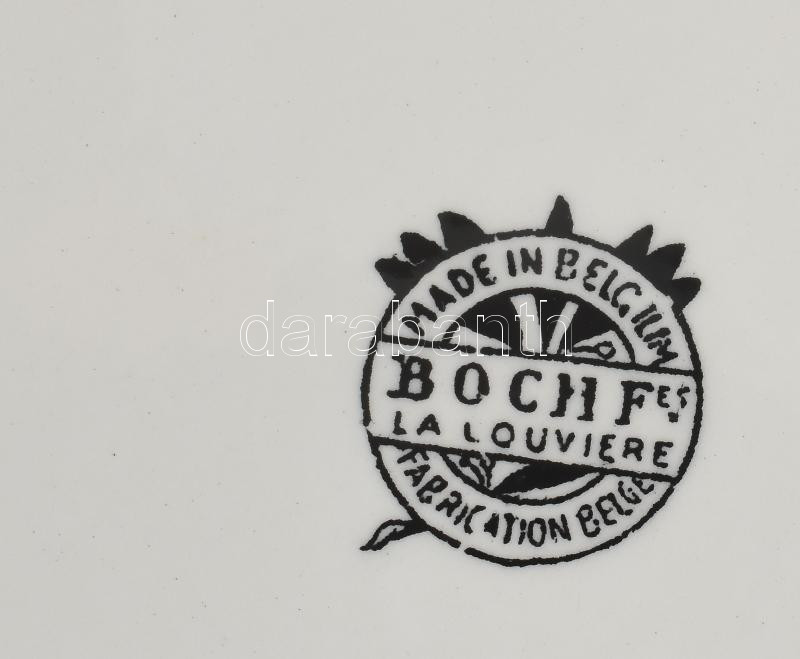 MADE IN BELGIUM
BOCH Fes
LA LOUVIERE
FABRICATION BELGE
darabanth